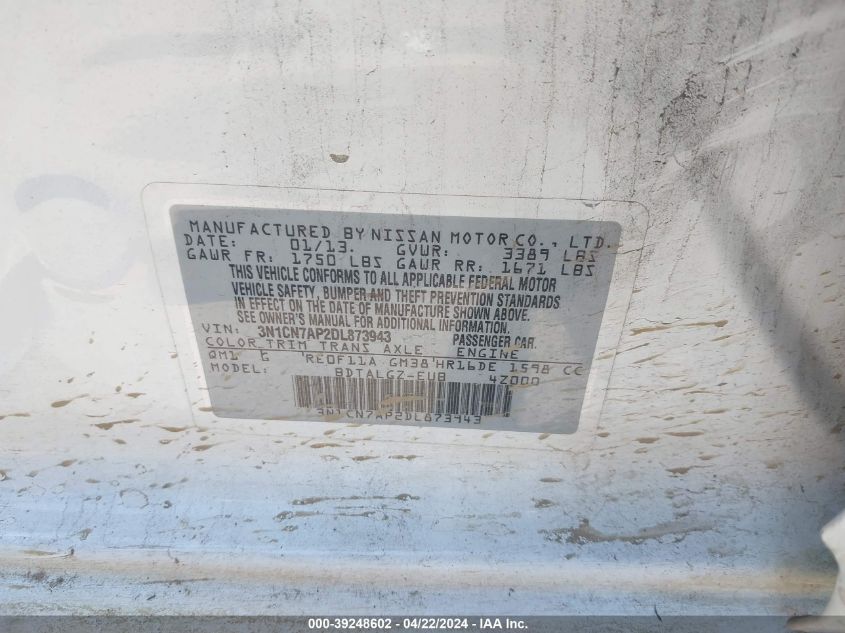 MANUFACTURED BY NISSAN MOTOR CO., LTD.
DATE: 01/13. GVWR: 3389 LBS
GAWR FR: 1750 LBS GAWR RR: 1671 LBS
THIS VEHICLE CONFORMS TO ALL APPLICABLE FEDERAL MOTOR
VEHICLE SAFETY, BUMPER AND THEFT PREVENTION STANDARDS
IN EFFECT ON THE DATE OF MANUFACTURE SHOWN ABOVE.
SEE OWNER'S MANUAL FOR ADDITIONAL INFORMATION.
VIN: 3N1CN7AP2DL873943 PASSENGER CAR.
COLOR TRIM TRANS AXLE ENGINE
QM1 G RE0F11A GM38 HR16DE 1598 CC
MODEL: BDTALGZ-EUB 4Z000
3N1CN7AP2DL873943
000-39248602 - 04/22/2024 - IAA Inc.